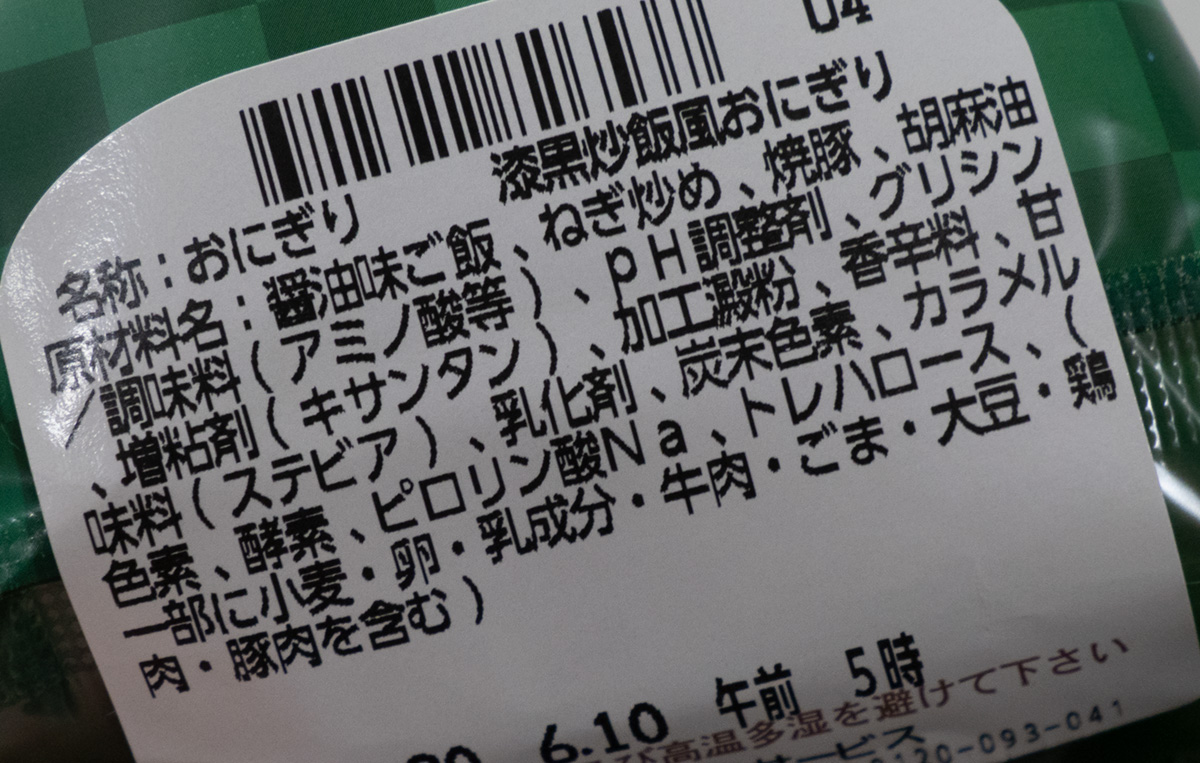 04
漆黒炒飯風おにぎり
名称：おにぎり
原材料名：醤油味ご飯、ねぎ炒め、焼豚、胡麻油
／調味料（アミノ酸等）、ｐＨ調整剤、グリシン
、増粘剤（キサンタン）、加工澱粉、香辛料、甘
味料（ステビア）、乳化剤、炭末色素、カラメル
色素、酵素、ピロリン酸Ｎａ、トレハロース、（
一部に小麦・卵・乳成分・牛肉・ごま・大豆・鶏
肉・豚肉を含む）
20 6.10 午前 5時
び高温多湿を避けて下さい
サービス
0120-093-041